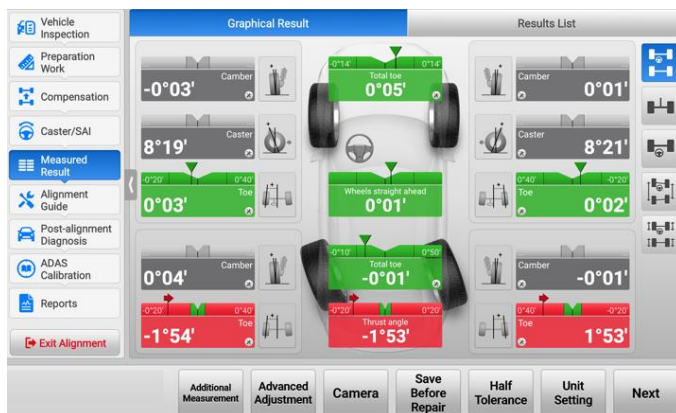 Vehicle
Inspection
Preparation
Work
Compensation
Caster/SAI
Measured
Result
Alignment
Guide
Post-alignment
Diagnosis
ADAS
Calibration
Reports
Exit Alignment
Graphical Result
Results List
Camber
-0°03'
Caster
8°19'
-0°20' 0°40'
Toe
0°03'
Camber
0°04'
-0°20' 0°40'
Toe
-1°54'
-0°14' 0°14'
Total toe
0°05'
Wheels straight ahead
0°01'
-0°10' 0°50'
Total toe
-0°01'
-0°20' 0°20'
Thrust angle
-1°53'
Camber
0°01'
Caster
8°21'
0°40' -0°20'
Toe
0°02'
Camber
-0°01'
0°40' -0°20'
Toe
1°53'
Additional
Measurement
Advanced
Adjustment
Camera
Save
Before
Repair
Half
Tolerance
Unit
Setting
Next